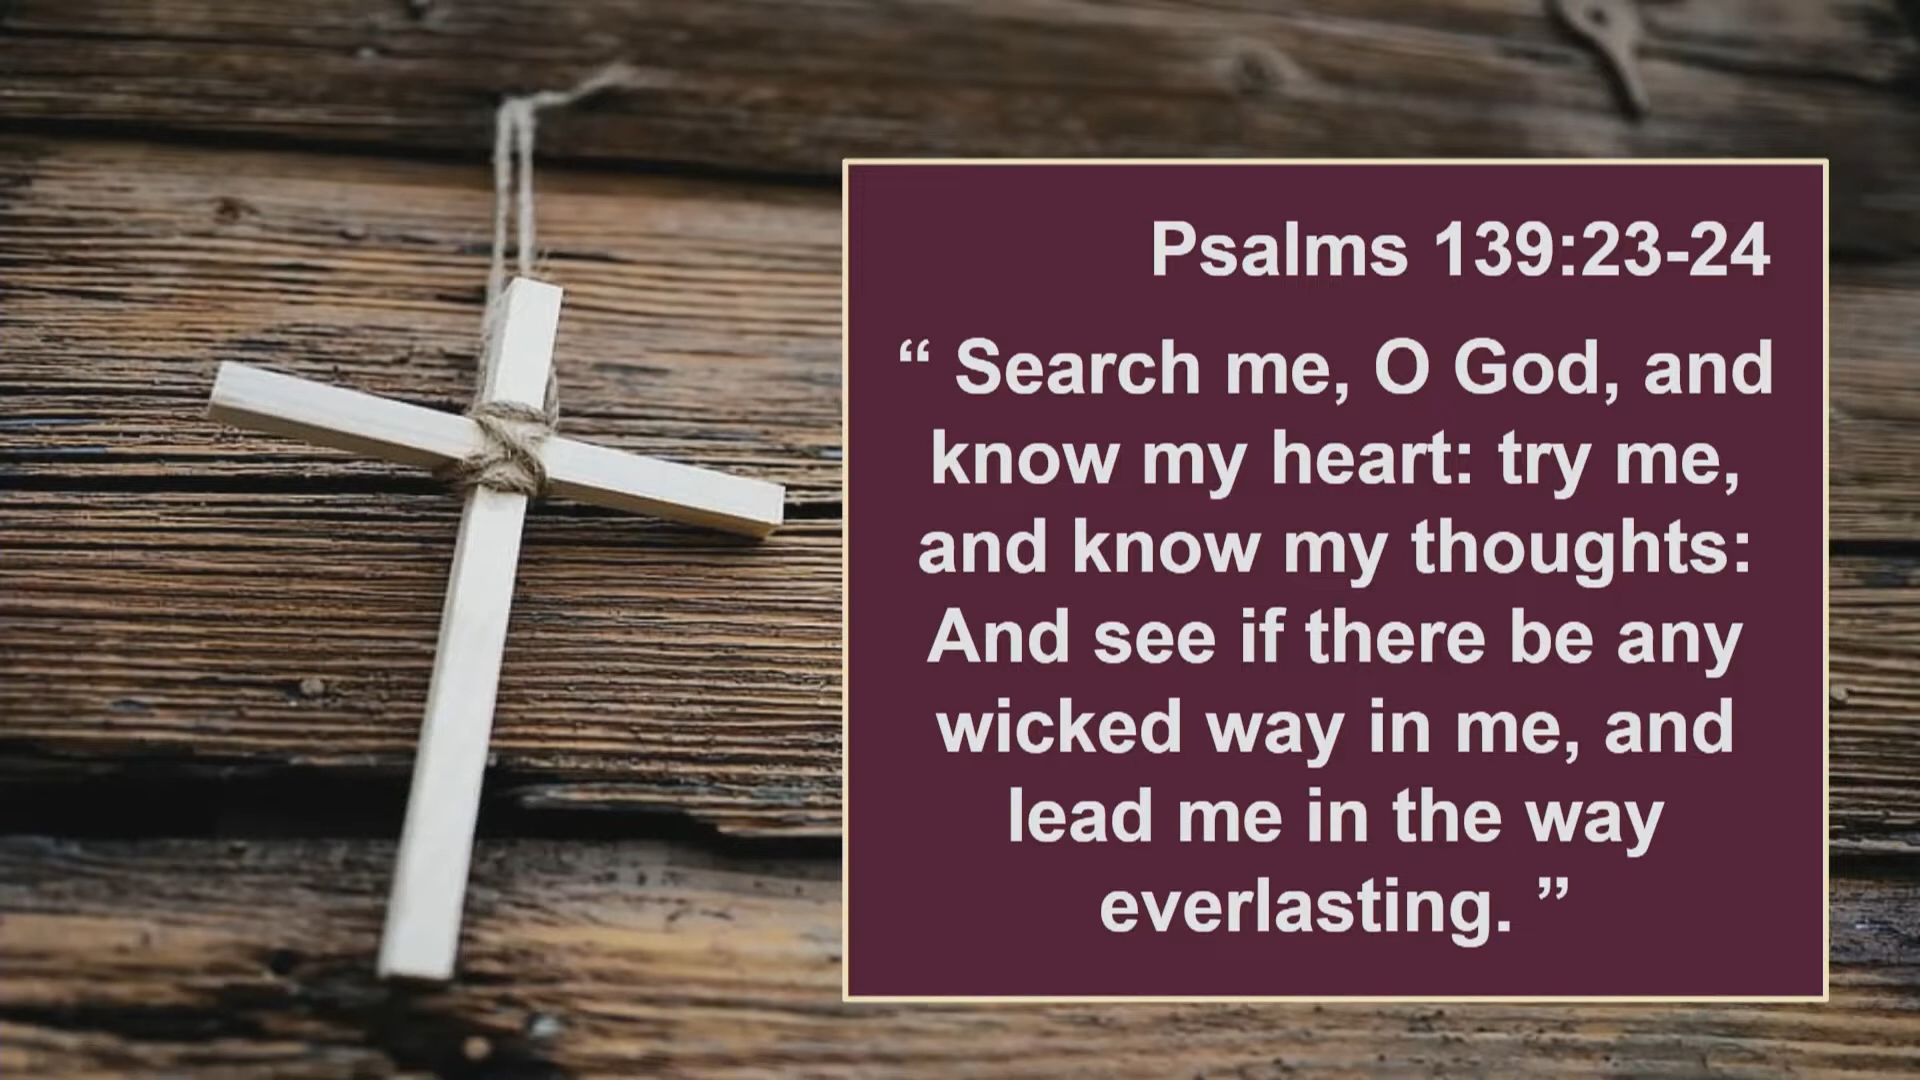 Psalms 139:23-24
“ Search me, O God, and
know my heart: try me,
and know my thoughts:
And see if there be any
wicked way in me, and
lead me in the way
everlasting. ”